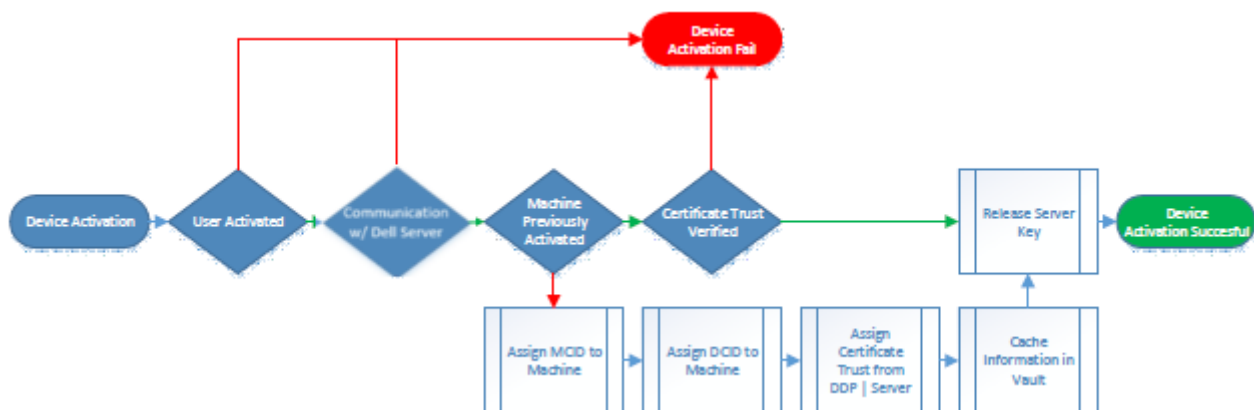 Device
Activation Fail
Device Activation
User Activated
Communication
w/ Dell Server
Machine
Previously
Activated
Certificate Trust
Verified
Release Server
Key
Device
Activation Succesful
Assign MCID to
Machine
Assign DCID to
Machine
Assign
Certificate
Trust from
DDP | Server
Cache
Information in
Vault